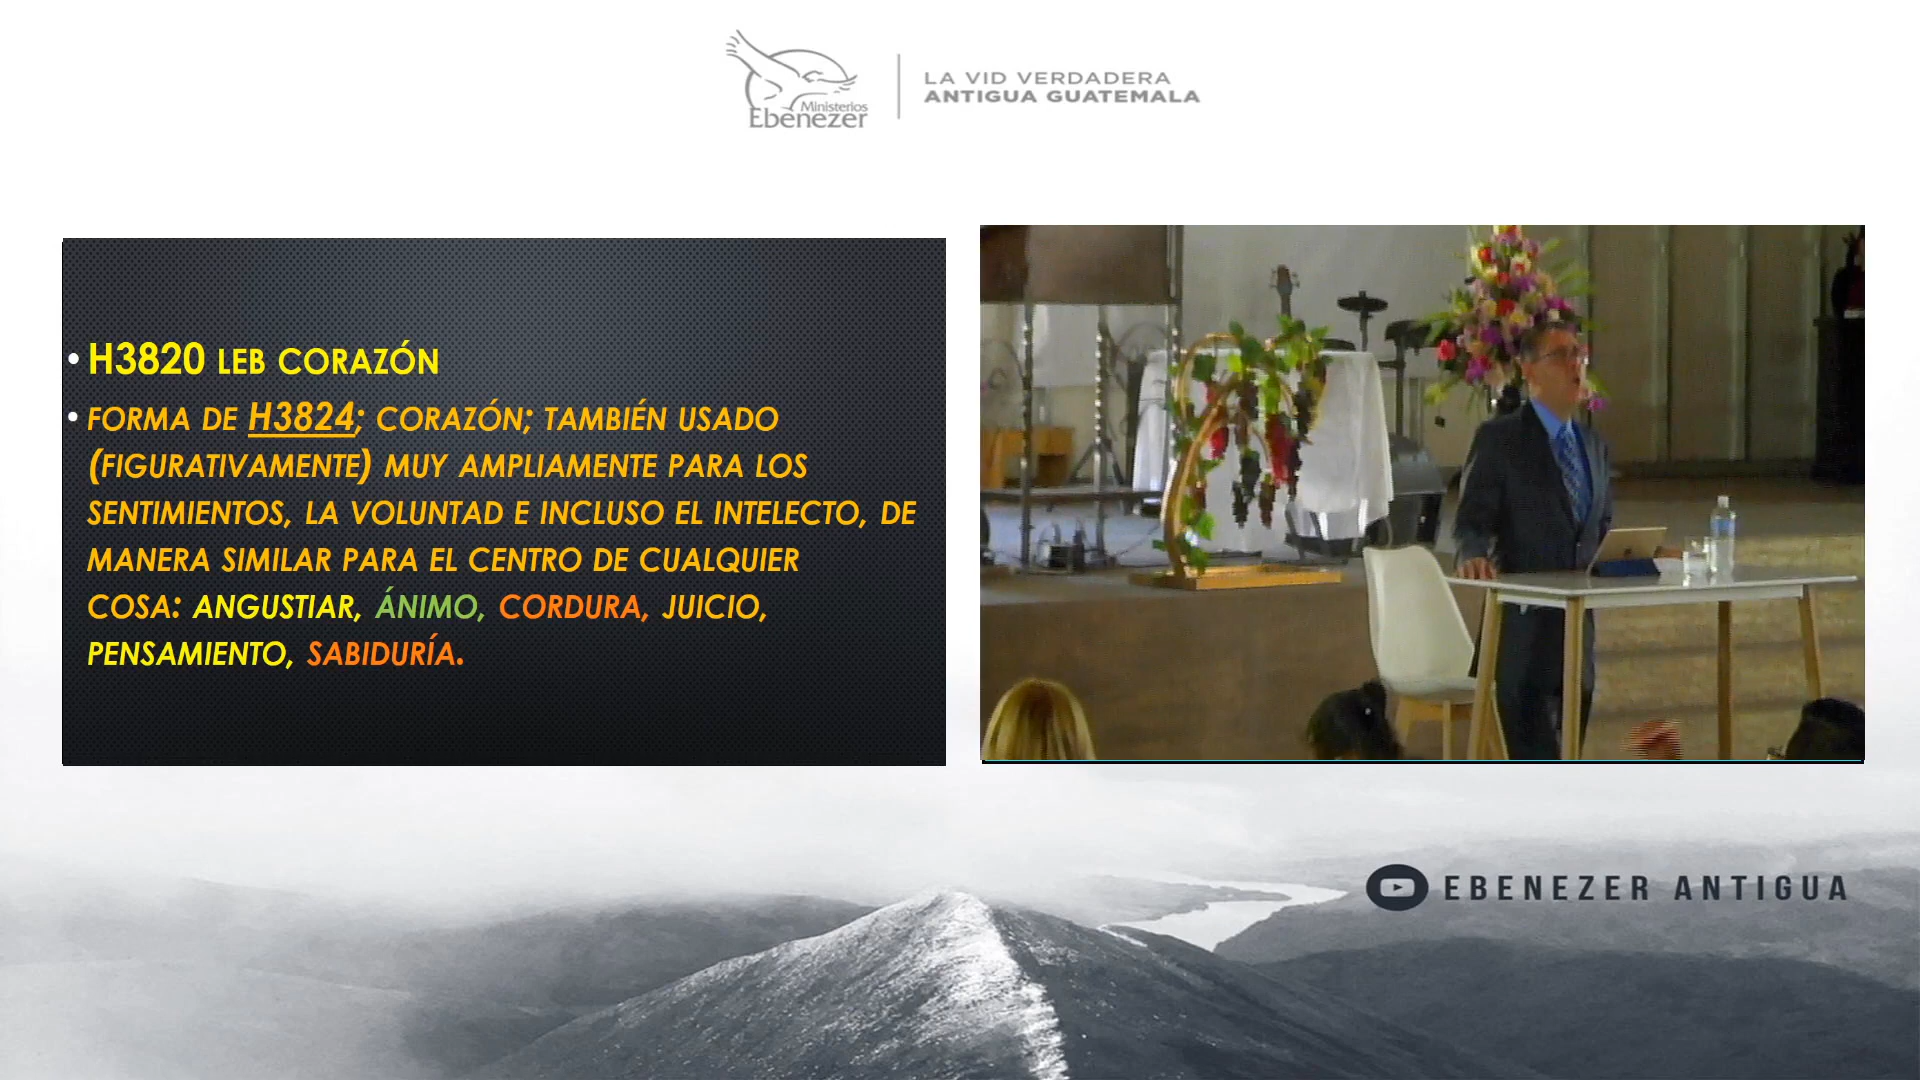 Ministerios
Ebenezer
LA VID VERDADERA
ANTIGUA GUATEMALA
• H3820 LEB CORAZÓN
• FORMA DE H3824; CORAZÓN; TAMBIÉN USADO
(FIGURATIVAMENTE) MUY AMPLIAMENTE PARA LOS
SENTIMIENTOS, LA VOLUNTAD E INCLUSO EL INTELECTO, DE
MANERA SIMILAR PARA EL CENTRO DE CUALQUIER
COSA: ANGUSTIAR, ÁNIMO, CORDURA, JUICIO,
PENSAMIENTO, SABIDURÍA.
EBENEZER ANTIGUA